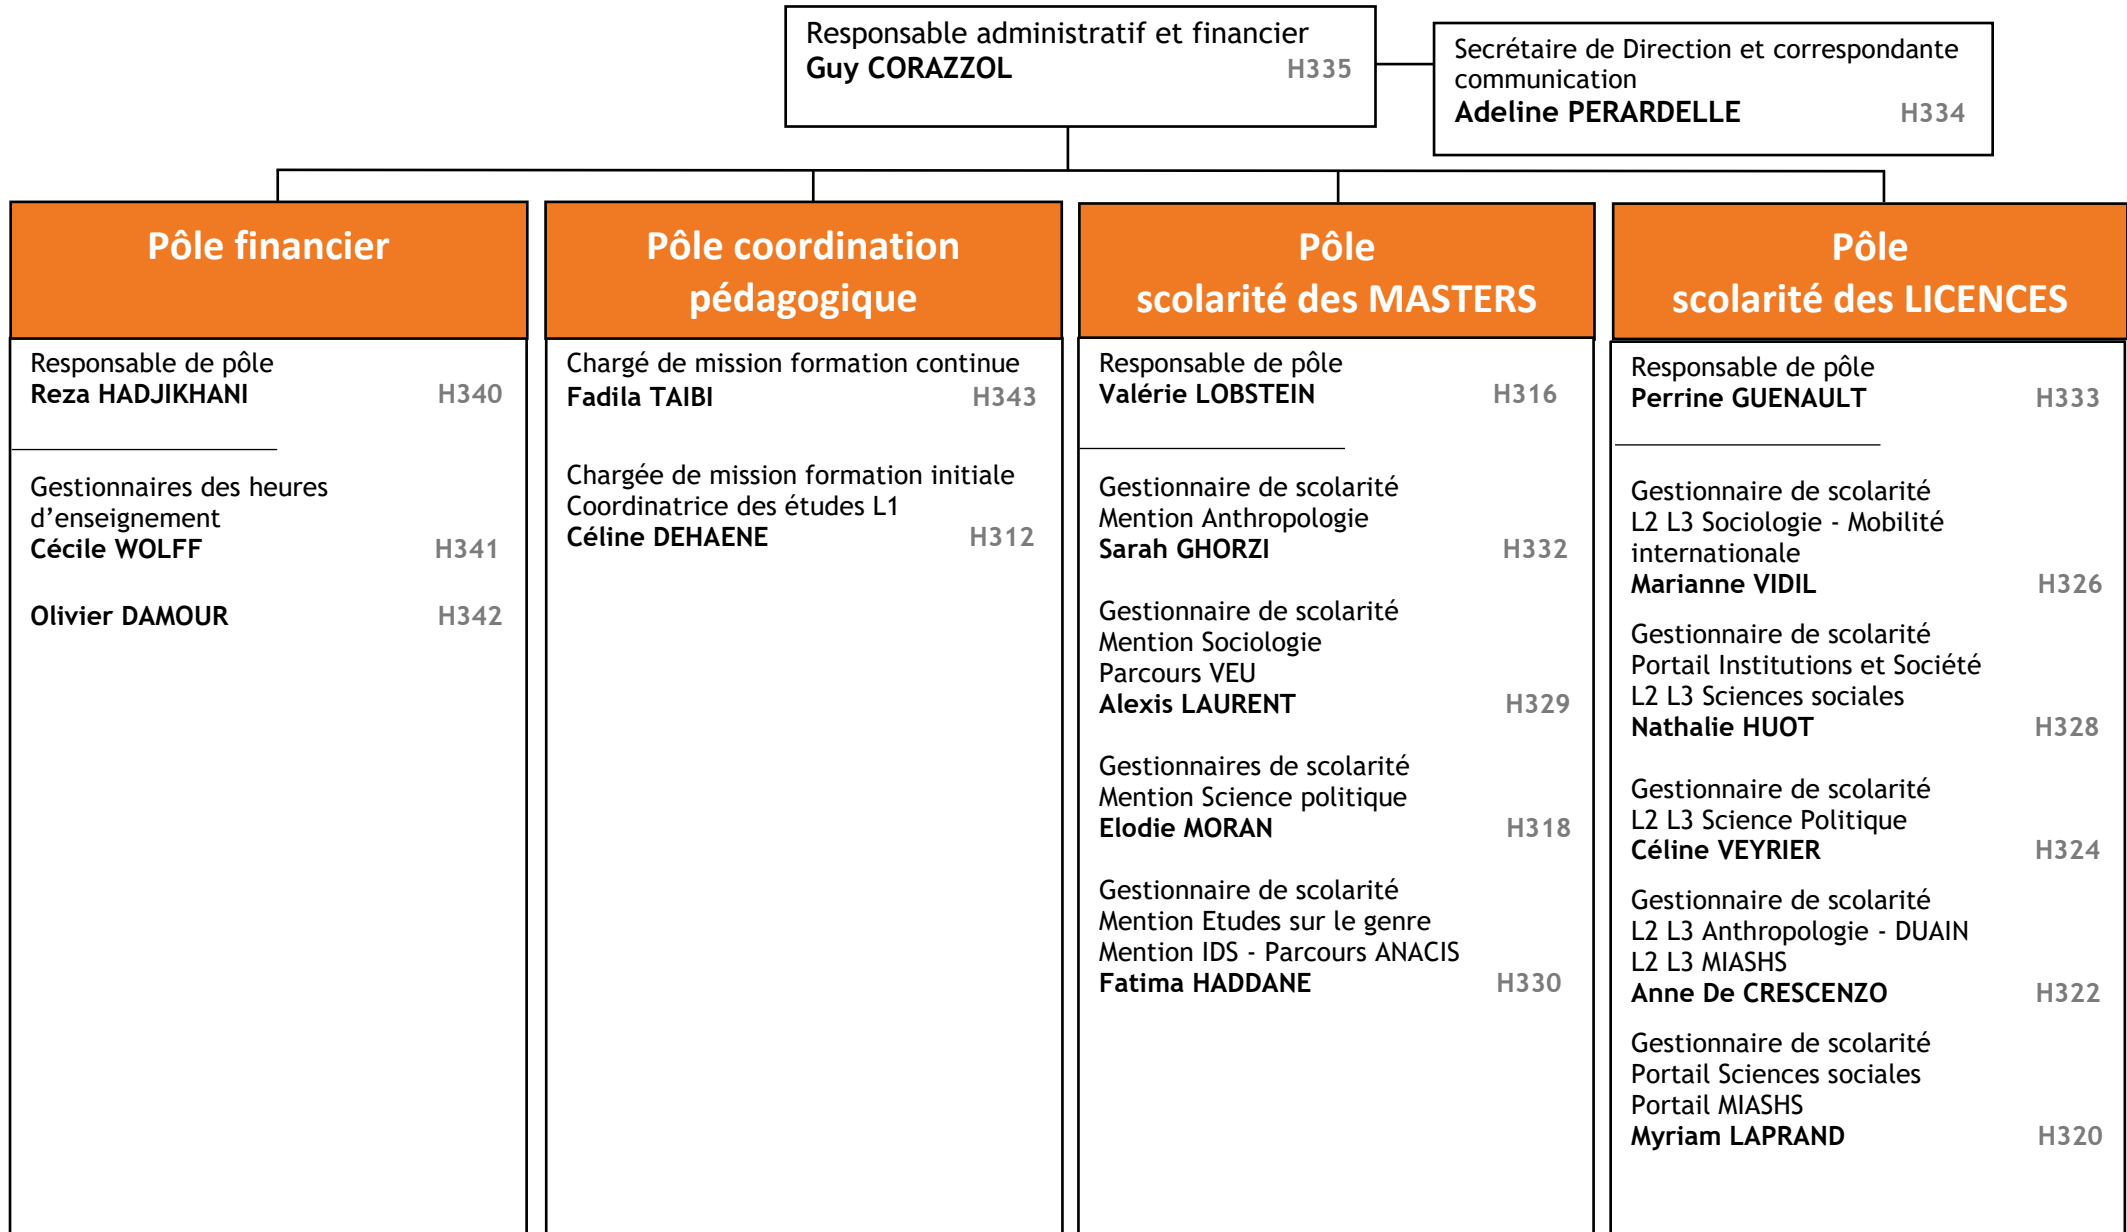 Responsable administratif et financier
Guy CORAZZOL H335
Secrétaire de Direction et correspondante
communication
Adeline PERARDELLE H334
Pôle financier
Responsable de pôle
Reza HADJIKHANI H340
Gestionnaires des heures
d’enseignement
Cécile WOLFF H341
Olivier DAMOUR H342
Pôle coordination
pédagogique
Chargé de mission formation continue
Fadila TAIBI H343
Chargée de mission formation initiale
Coordinatrice des études L1
Céline DEHAENE H312
Pôle
scolarité des MASTERS
Responsable de pôle
Valérie LOBSTEIN H316
Gestionnaire de scolarité
Mention Anthropologie
Sarah GHORZI H332
Gestionnaire de scolarité
Mention Sociologie
Parcours VEU
Alexis LAURENT H329
Gestionnaires de scolarité
Mention Science politique
Elodie MORAN H318
Gestionnaire de scolarité
Mention Etudes sur le genre
Mention IDS - Parcours ANACIS
Fatima HADDANE H330
Pôle
scolarité des LICENCES
Responsable de pôle
Perrine GUENAULT H333
Gestionnaire de scolarité
L2 L3 Sociologie - Mobilité
internationale
Marianne VIDIL H326
Gestionnaire de scolarité
Portail Institutions et Société
L2 L3 Sciences sociales
Nathalie HUOT H328
Gestionnaire de scolarité
L2 L3 Science Politique
Céline VEYRIER H324
Gestionnaire de scolarité
L2 L3 Anthropologie - DUAIN
L2 L3 MIASHS
Anne De CRESCENZO H322
Gestionnaire de scolarité
Portail Sciences sociales
Portail MIASHS
Myriam LAPRAND H320